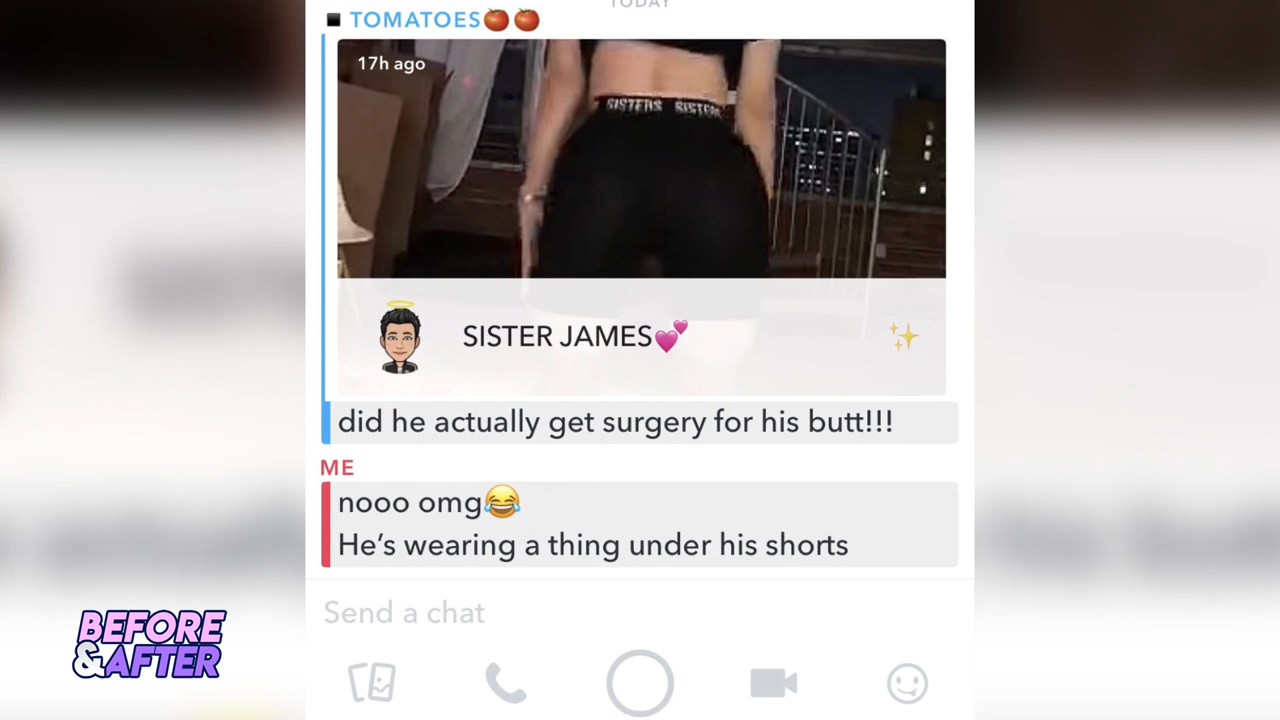 TODAY
TOMATOES🍅🍅
17h ago
SISTERS SISTERS
SISTER JAMES💕
did he actually get surgery for his butt!!!
ME
nooo omg😂
He's wearing a thing under his shorts
Send a chat
BEFORE
&AFTER